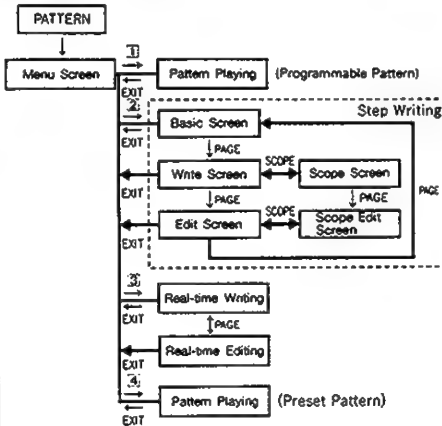 PATTERN
1
Menu Screen
Pattern Playing (Programmable Pattern)
EXIT
2
Step Writing
Basic Screen
EXIT
PAGE
SCOPE
Write Screen
Scope Screen
PAGE
EXIT
PAGE
PAGE
SCOPE
Edit Screen
Scope Edit
Screen
EXIT
3
Real-time Writing
EXIT
PAGE
Real-time Editing
EXIT
4
Pattern Playing (Preset Pattern)
EXIT